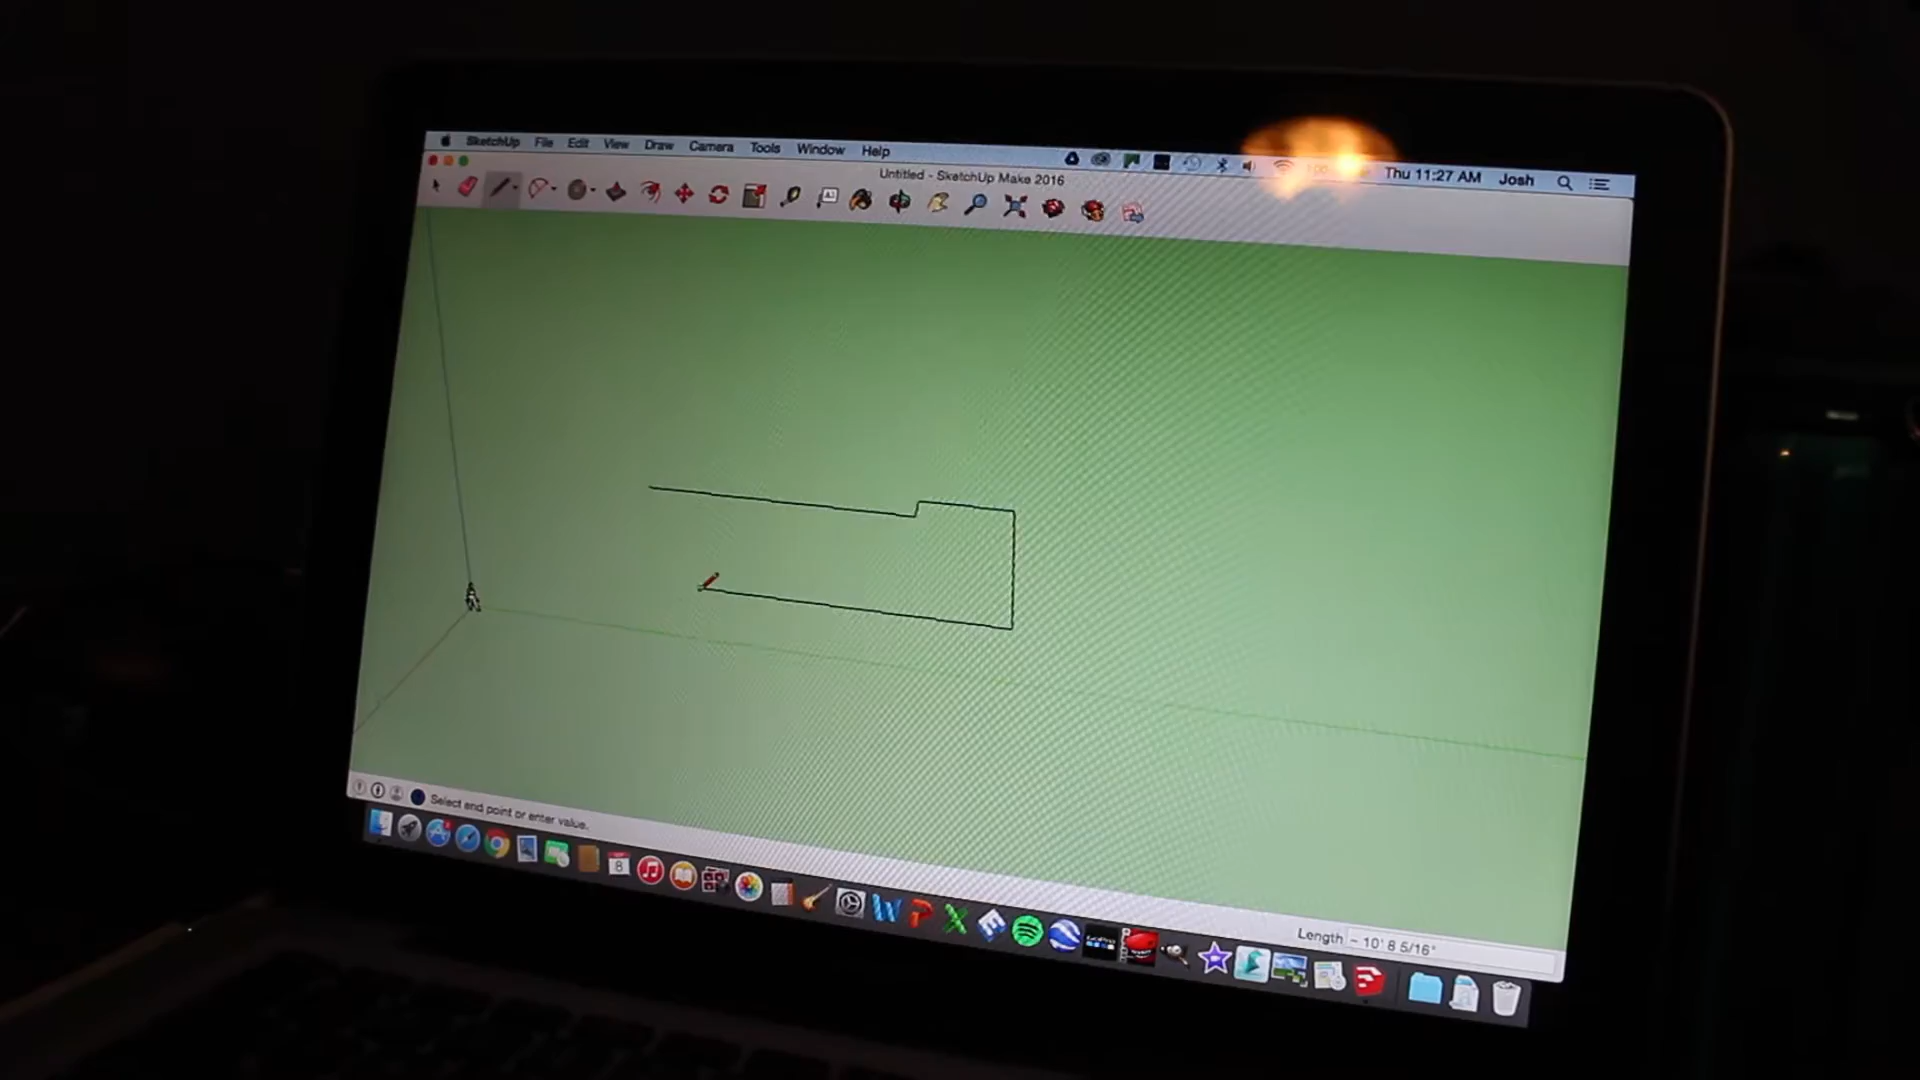 SketchUp File Edit View Draw Camera Tools Window Help Thu 11:27 AM Josh
Untitled - SketchUp Make 2016
Select end point or enter value.
8
Length ~ 10' 8 5/16"